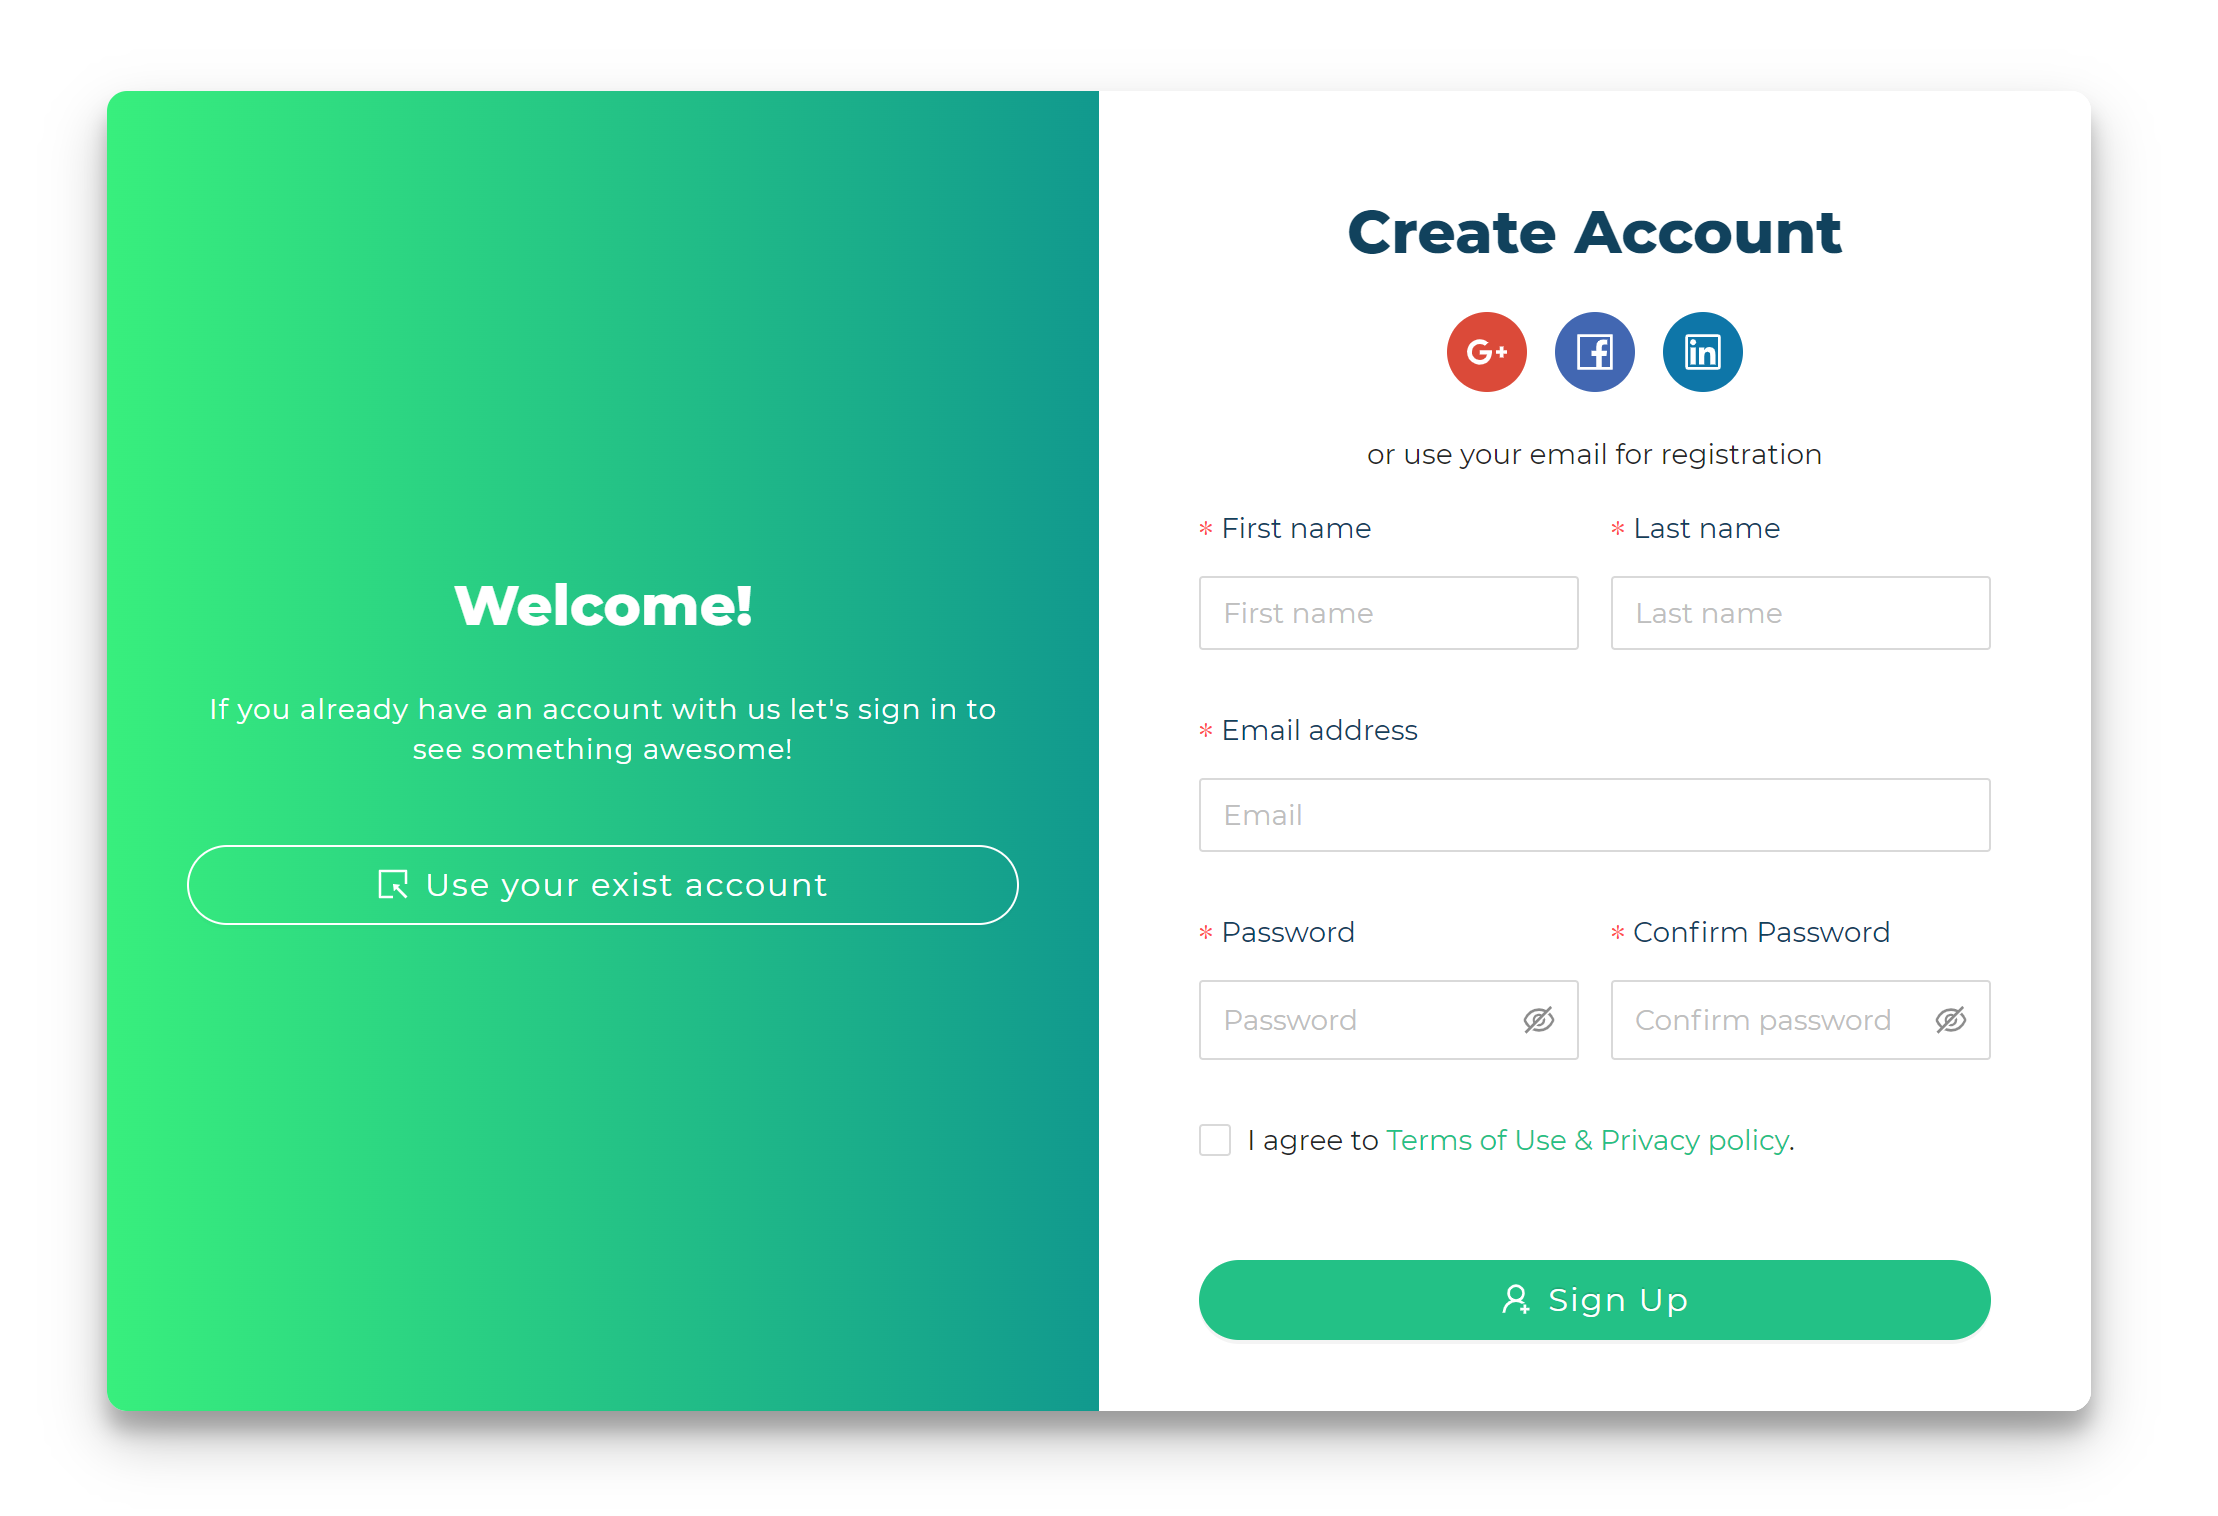 Welcome!
If you already have an account with us let's sign in to
see something awesome!
Use your exist account
Create Account
G+
f
in
or use your email for registration
* First name
* Last name
First name
Last name
* Email address
Email
* Password
* Confirm Password
Password
Confirm password
I agree to Terms of Use & Privacy policy.
Sign Up